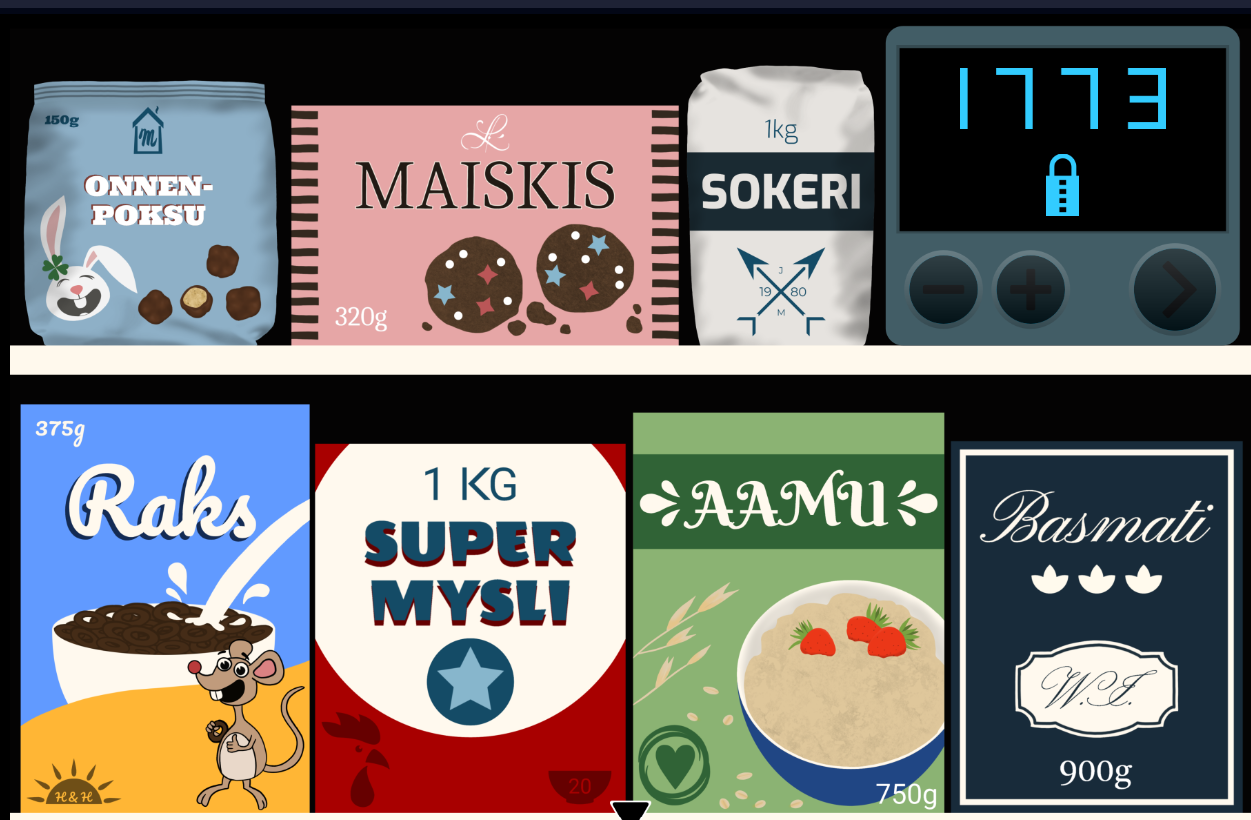 1773
150g
m
ONNEN-
POKSU
L.
MAISKIS
320g
1kg
SOKERI
J
19 80
M
375g
Raks
H&H
1 KG
SUPER
MYSLI
20
AAMU
750g
Basmati
W.I.
900g